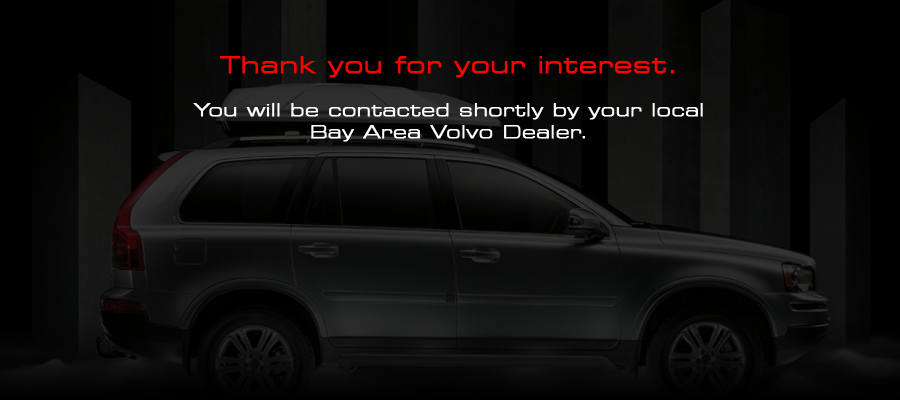 Thank you for your interest.
You will be contacted shortly by your local
Bay Area Volvo Dealer.